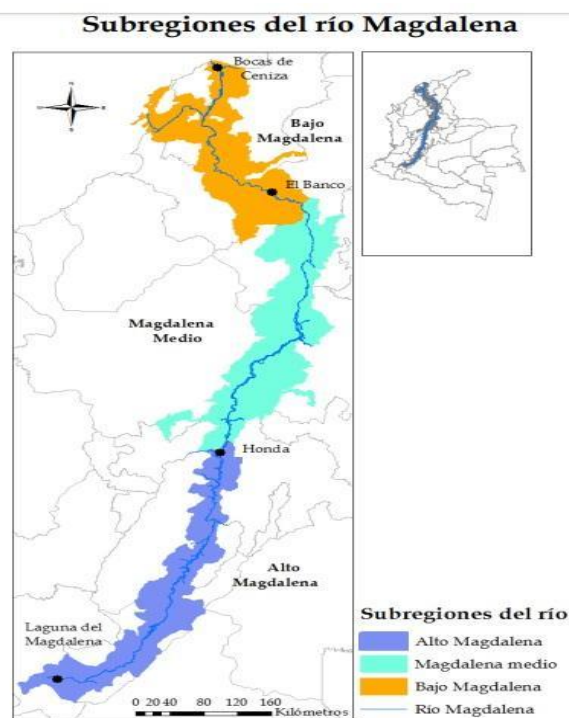 Subregiones del río Magdalena
Bocas de
Ceniza
Bajo
Magdalena
El Banco
Magdalena
Medio
Honda
Alto
Magdalena
Laguna del
Magdalena
0 20 40 80 120 160
Kilómetros
Subregiones del río
Alto Magdalena
Magdalena medio
Bajo Magdalena
Río Magdalena